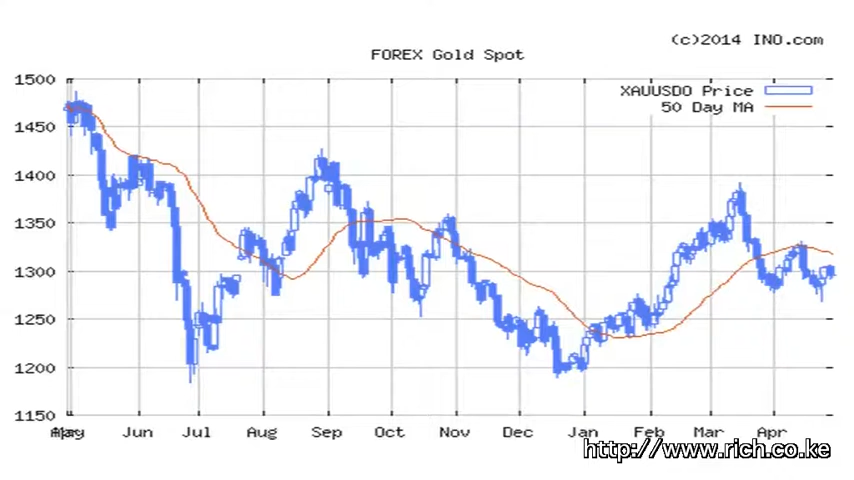 (c)2014 INO.com
FOREX Gold Spot
XAUUSDO Price
50 Day MA
1500
1450
1400
1350
1300
1250
1200
1150
May Jun Jul Aug Sep Oct Nov Dec Jan Feb Mar Apr
http://www.rich.co.ke